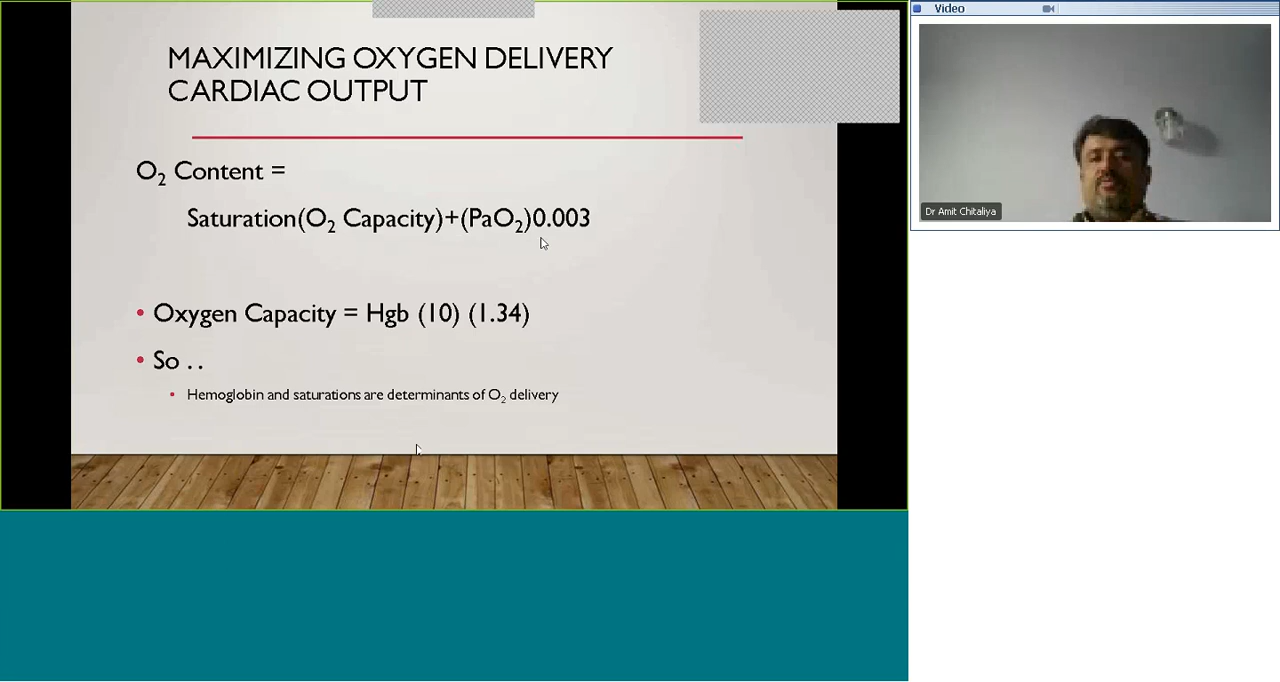 MAXIMIZING OXYGEN DELIVERY
CARDIAC OUTPUT
O₂ Content =
Saturation(O₂ Capacity)+(PaO₂)0.003
• Oxygen Capacity = Hgb (10) (1.34)
• So . .
• Hemoglobin and saturations are determinants of O₂ delivery
Video
Dr Amit Chitaliya